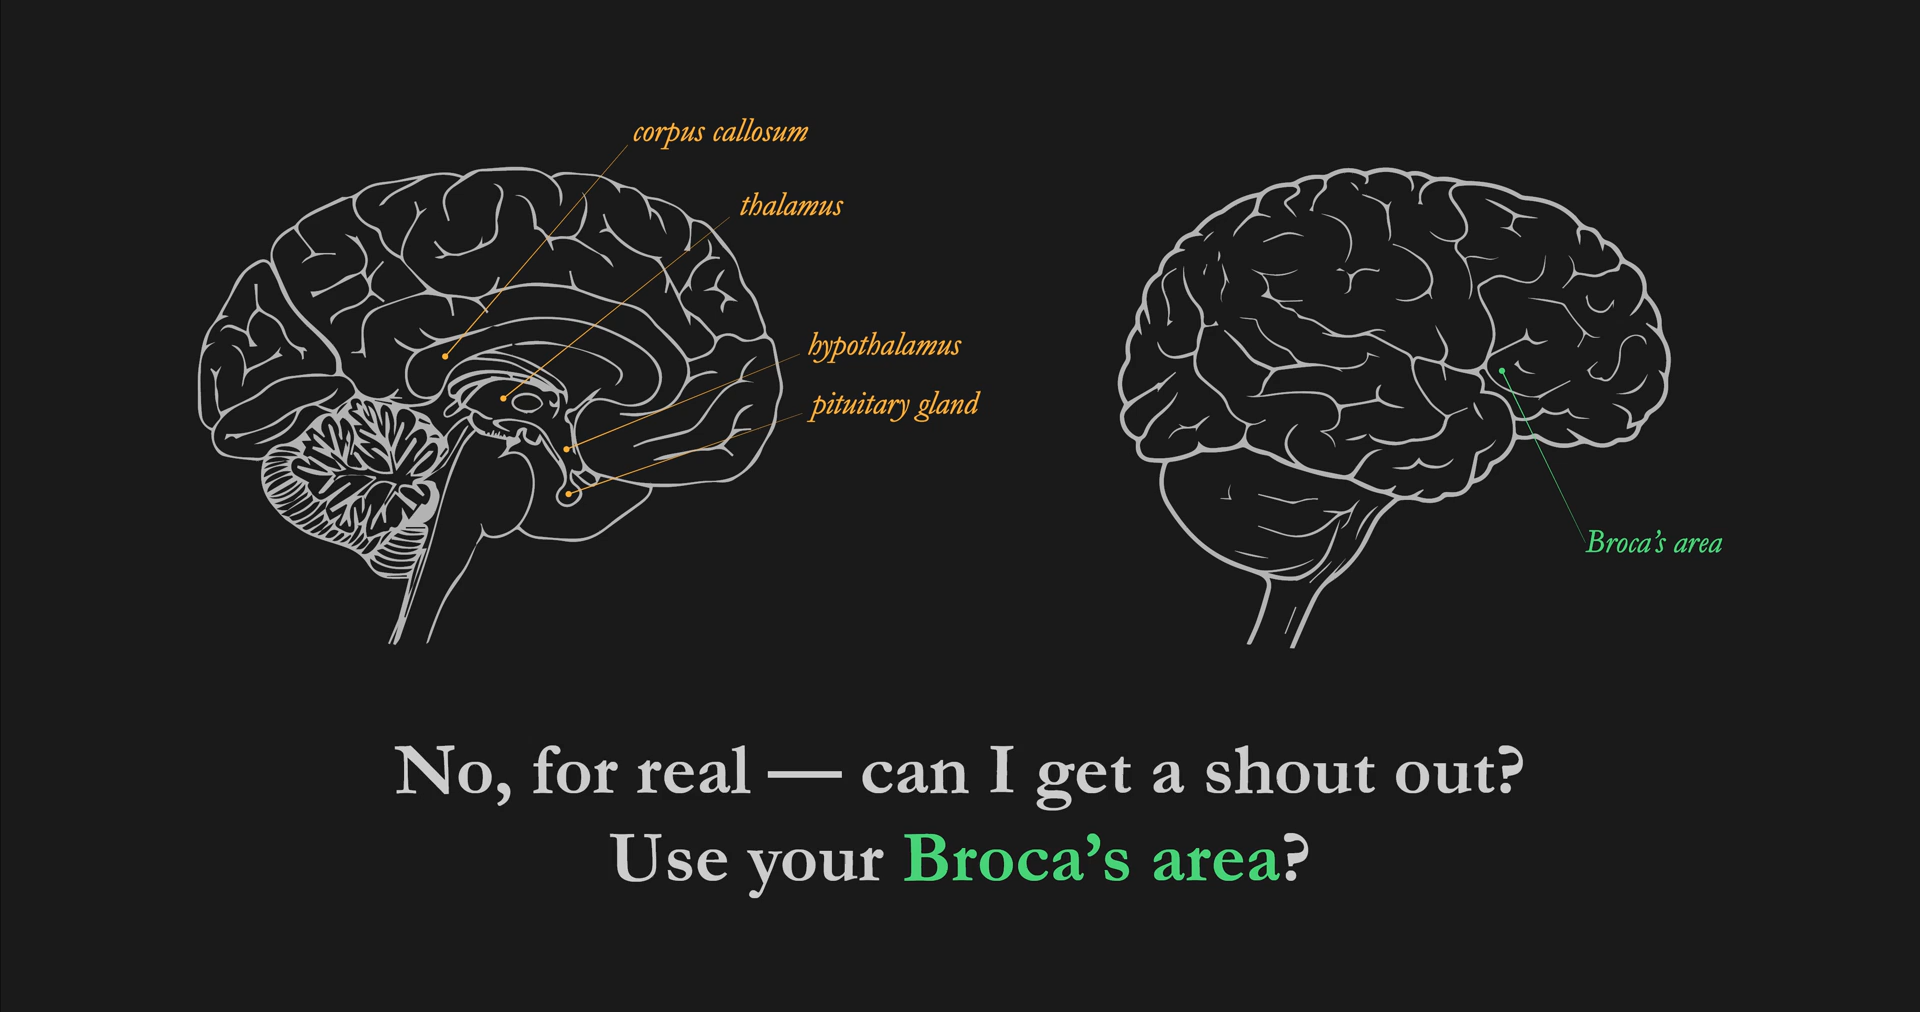 corpus callosum
thalamus
hypothalamus
pituitary gland
Broca’s area
No, for real — can I get a shout out?
Use your Broca’s area?